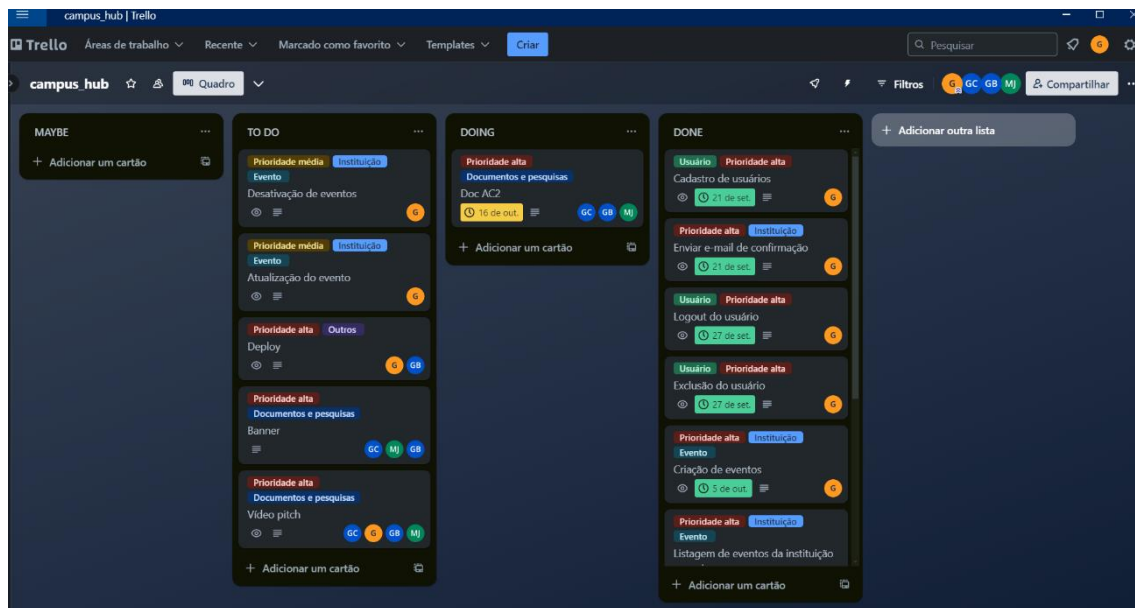 campus_hub | Trello
Trello Áreas de trabalho Recente Marcado como favorito Templates Criar Pesquisar G
campus_hub Quadro Filtros G GC GB MJ Compartilhar
MAYBE
+ Adicionar um cartão
TO DO
Prioridade média Instituição
Evento
Desativação de eventos
G
Prioridade média Instituição
Evento
Atualização do evento
G
Prioridade alta Outros
Deploy
G GB
Prioridade alta
Documentos e pesquisas
Banner
GC MJ GB
Prioridade alta
Documentos e pesquisas
Vídeo pitch
GC G GB MJ
+ Adicionar um cartão
DOING
Prioridade alta
Documentos e pesquisas
Doc AC2
16 de out. GC GB MJ
+ Adicionar um cartão
DONE
Usuário Prioridade alta
Cadastro de usuários
21 de set. G
Prioridade alta Instituição
Enviar e-mail de confirmação
21 de set. G
Usuário Prioridade alta
Logout do usuário
27 de set. G
Usuário Prioridade alta
Exclusão do usuário
27 de set. G
Prioridade alta Instituição
Evento
Criação de eventos
5 de out. G
Prioridade alta Instituição
Evento
Listagem de eventos da instituição
+ Adicionar um cartão
+ Adicionar outra lista